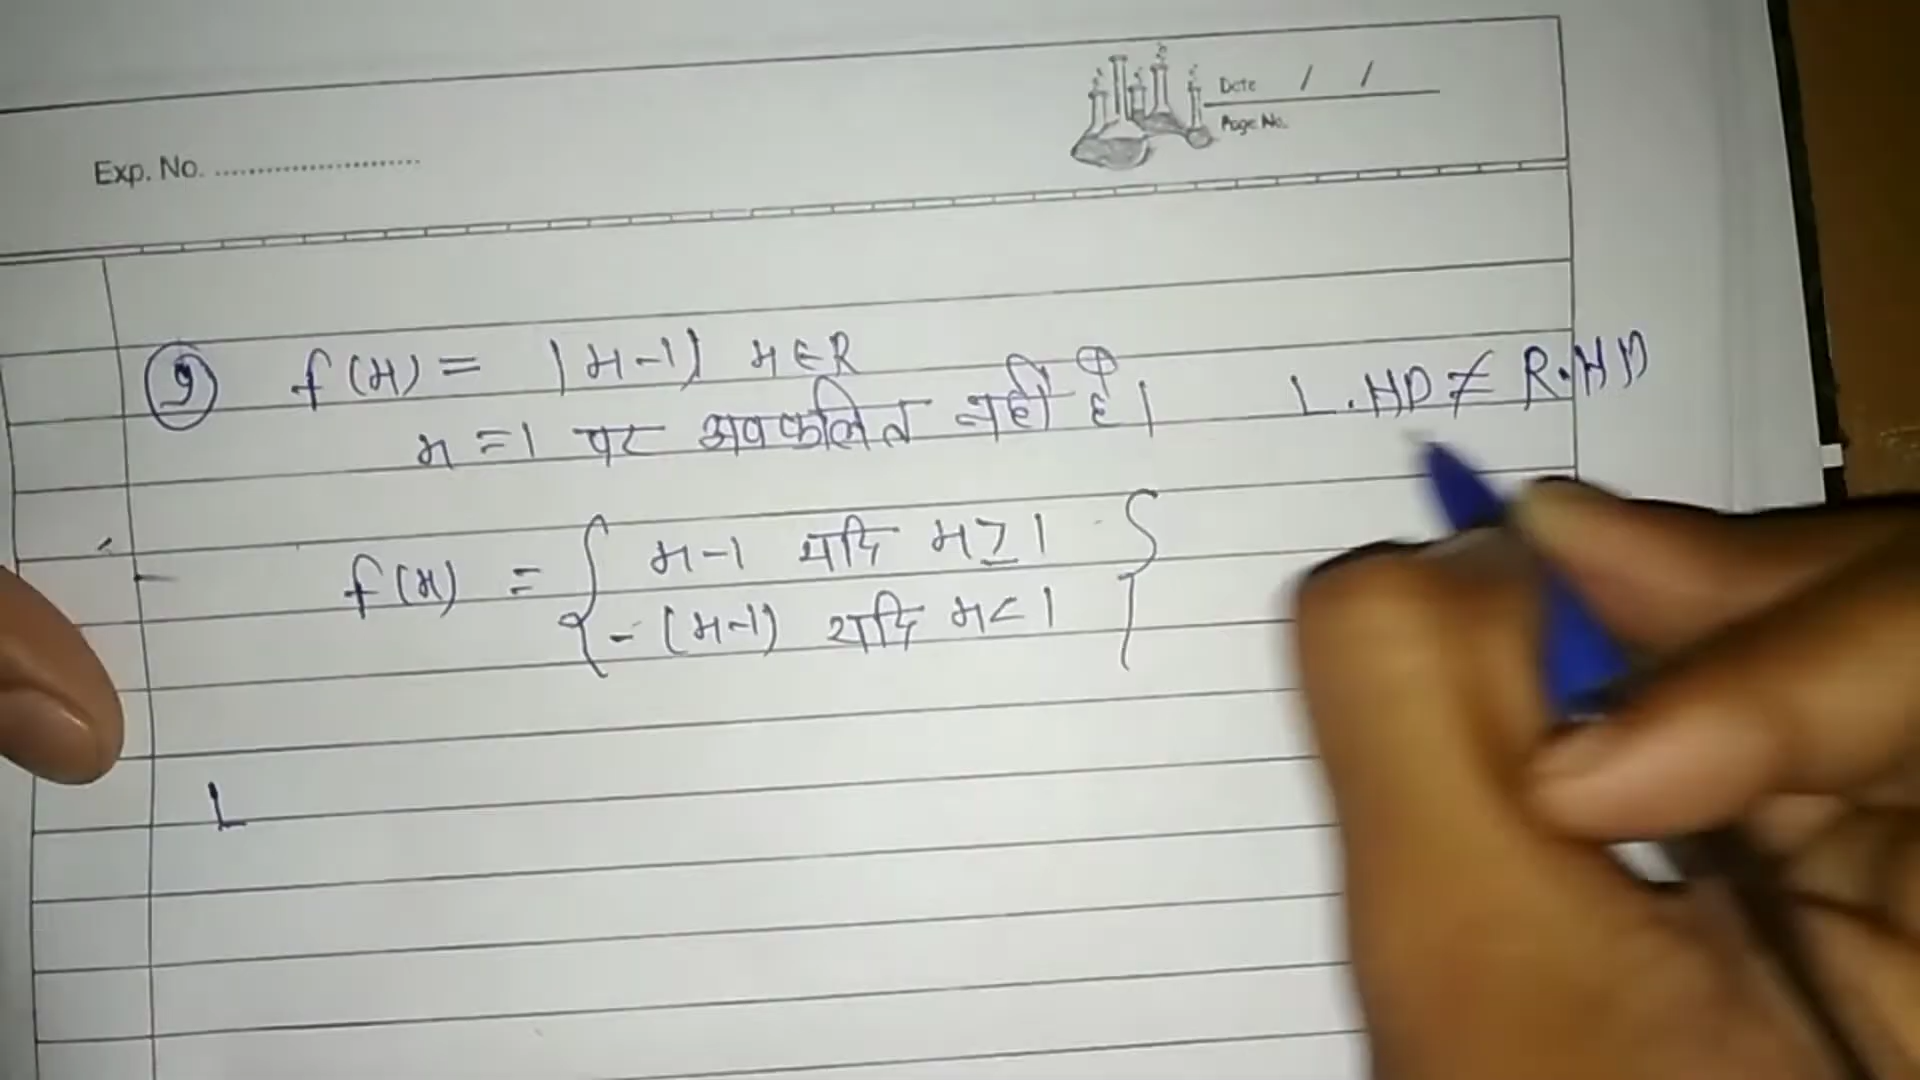 Date / /
Page No.
Exp. No. ........................
9 f(x) = |x-1| x∈R
x=1 पर अवकलित नहीं है। L.HD ≠ R.HD
f(x) = { x-1 यदि x≥1
-(x-1) यदि x<1 }
L